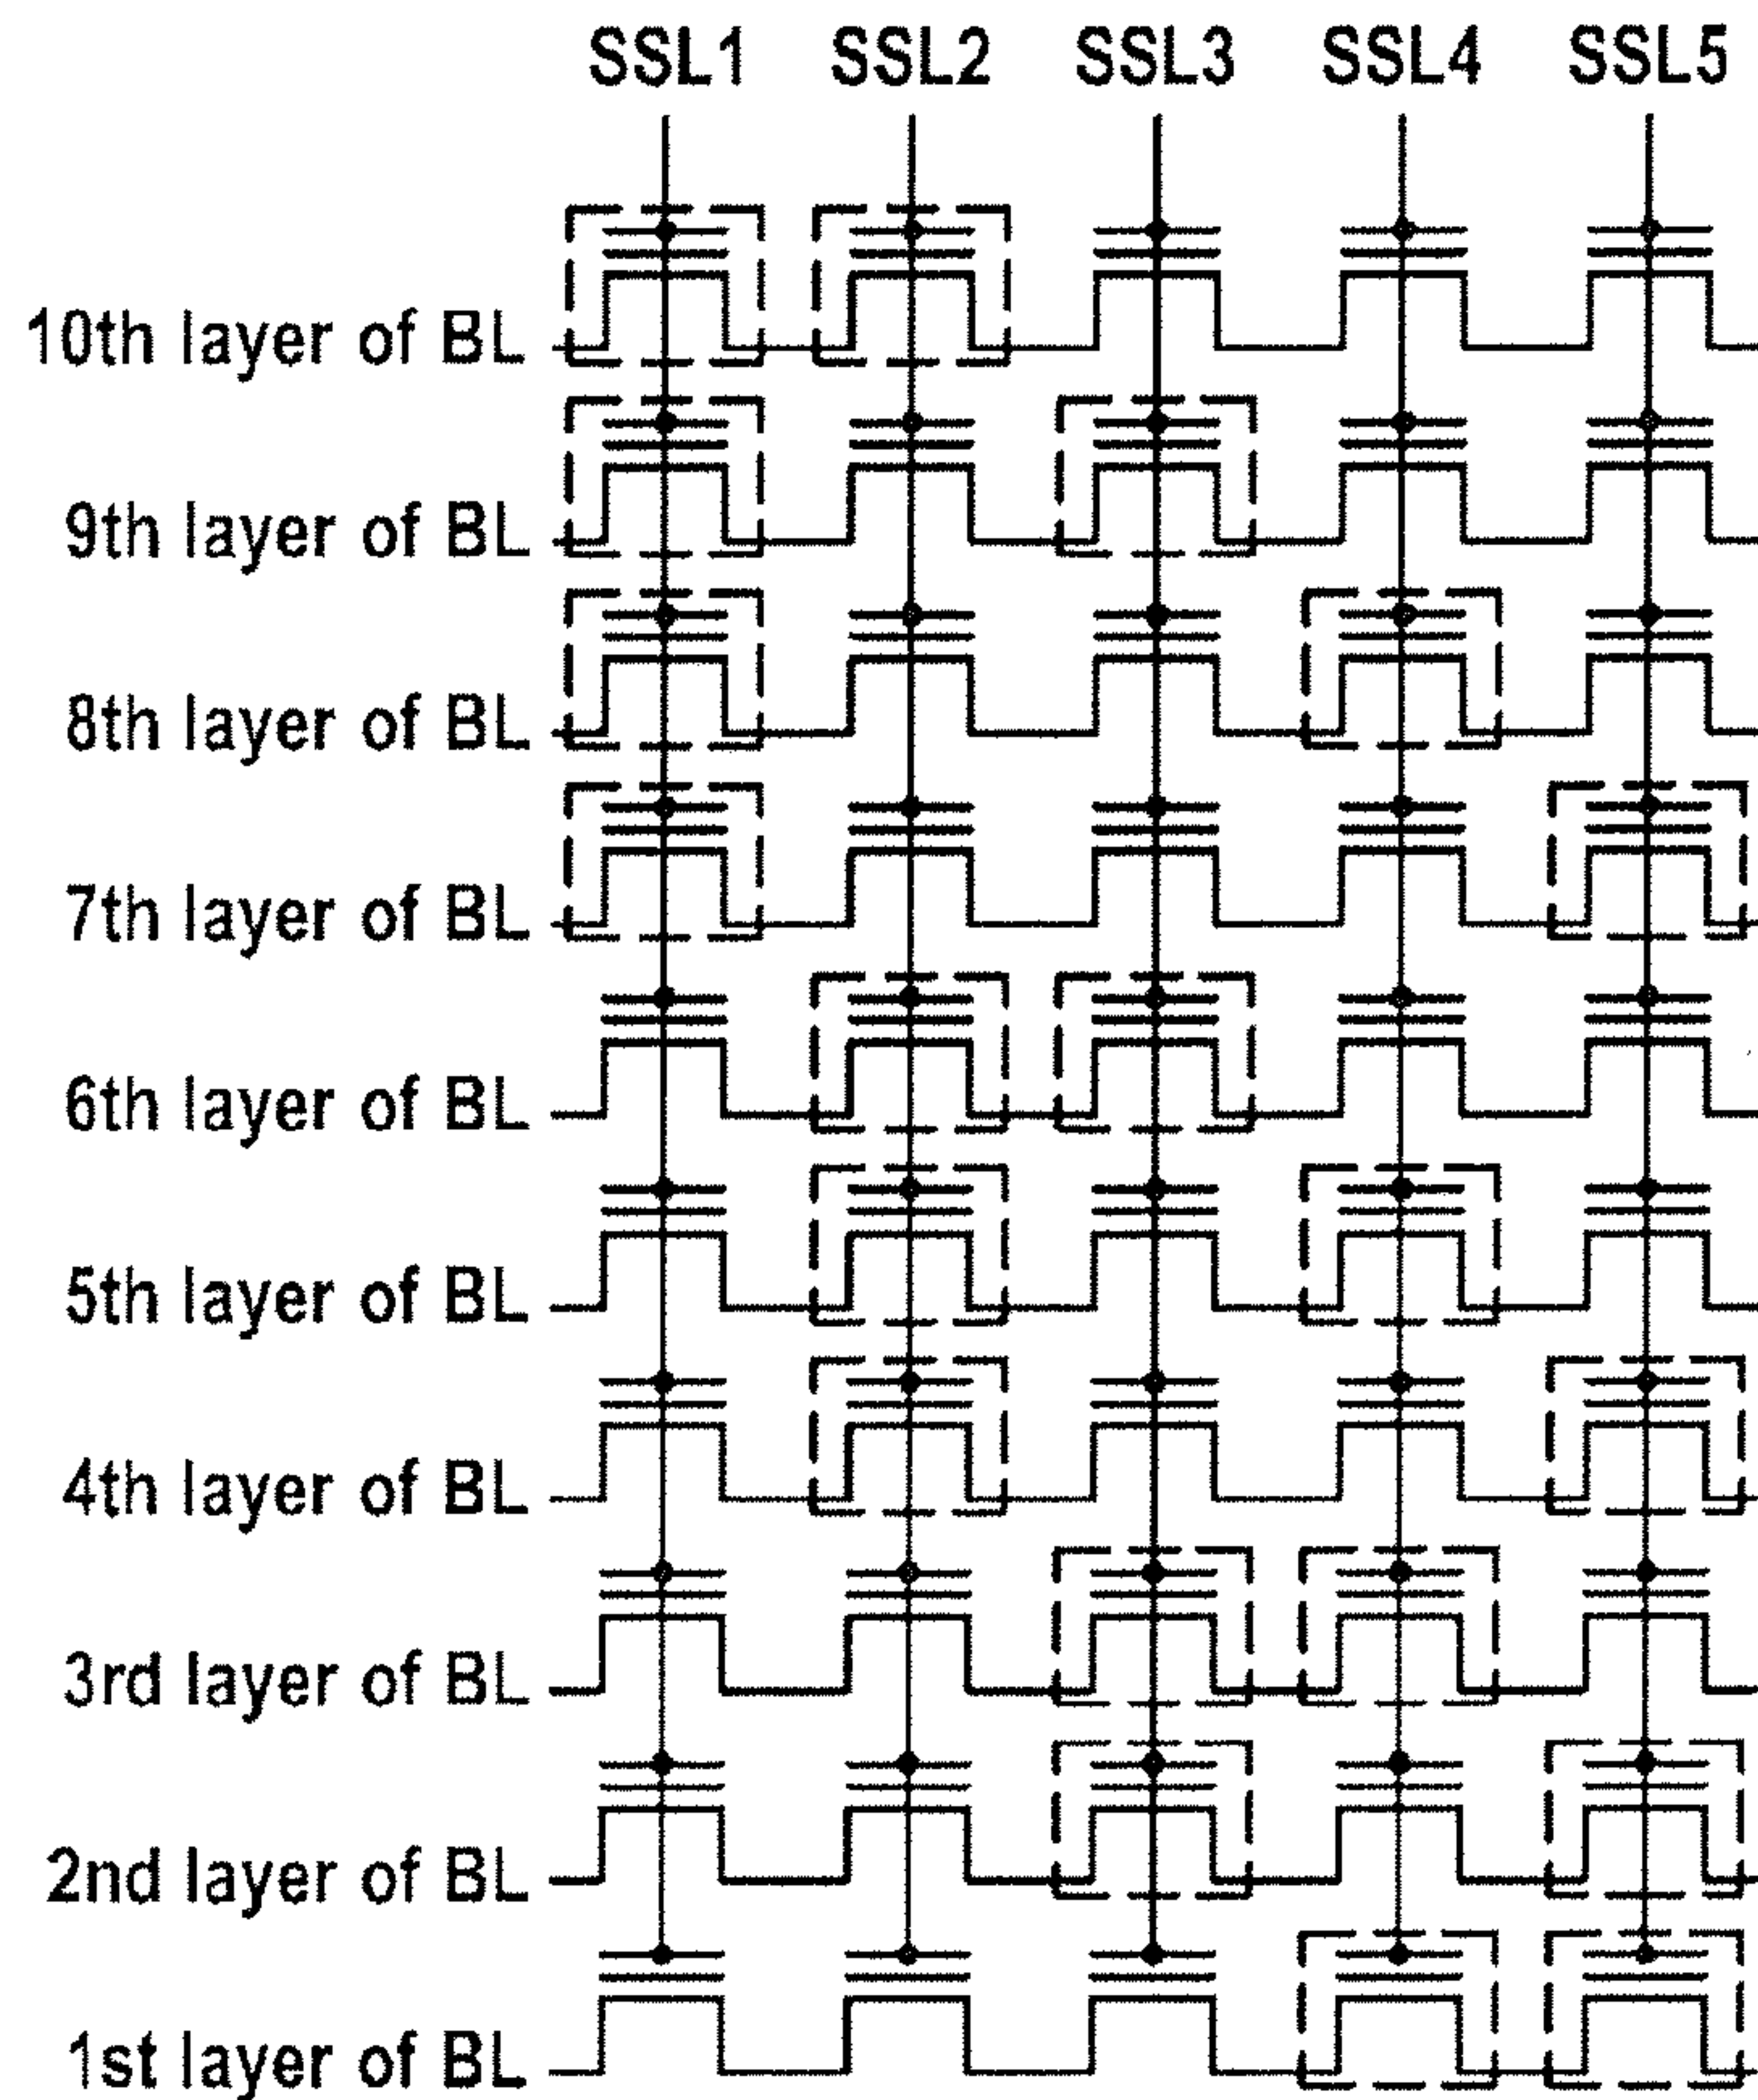 SSL1 SSL2 SSL3 SSL4 SSL5
10th layer of BL
9th layer of BL
8th layer of BL
7th layer of BL
6th layer of BL
5th layer of BL
4th layer of BL
3rd layer of BL
2nd layer of BL
1st layer of BL